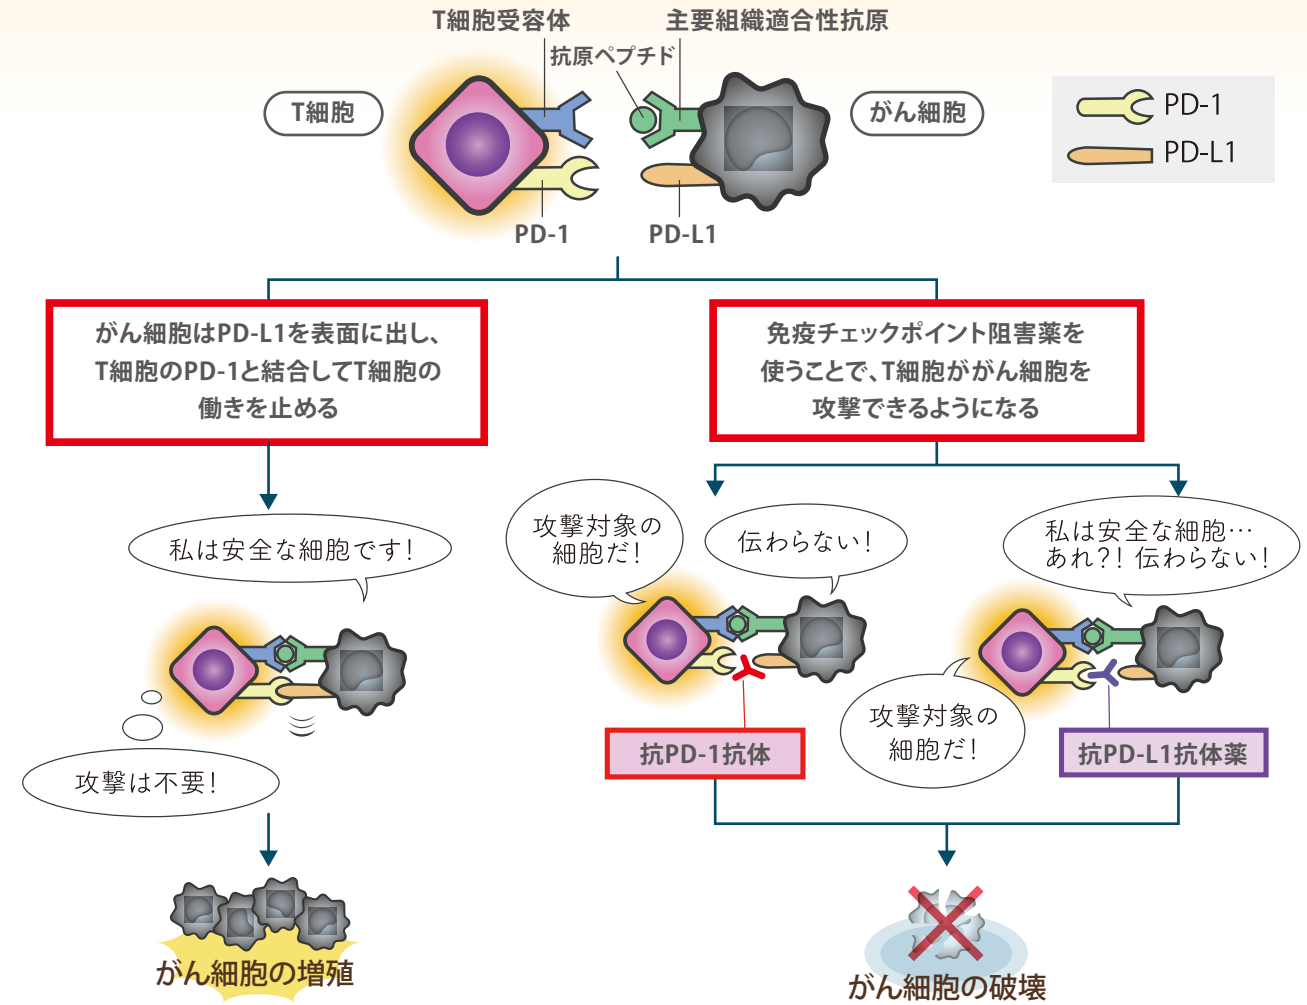 T細胞受容体
主要組織適合性抗原
抗原ペプチド
T細胞
がん細胞
PD-1
PD-L1
PD-1
PD-L1
がん細胞はPD-L1を表面に出し、
T細胞のPD-1と結合してT細胞の
働きを止める
免疫チェックポイント阻害薬を
使うことで、T細胞ががん細胞を
攻撃できるようになる
私は安全な細胞です!
攻撃は不要!
がん細胞の増殖
攻撃対象の
細胞だ!
伝わらない!
抗PD-1抗体
私は安全な細胞…
あれ?! 伝わらない!
攻撃対象の
細胞だ!
抗PD-L1抗体薬
がん細胞の破壊